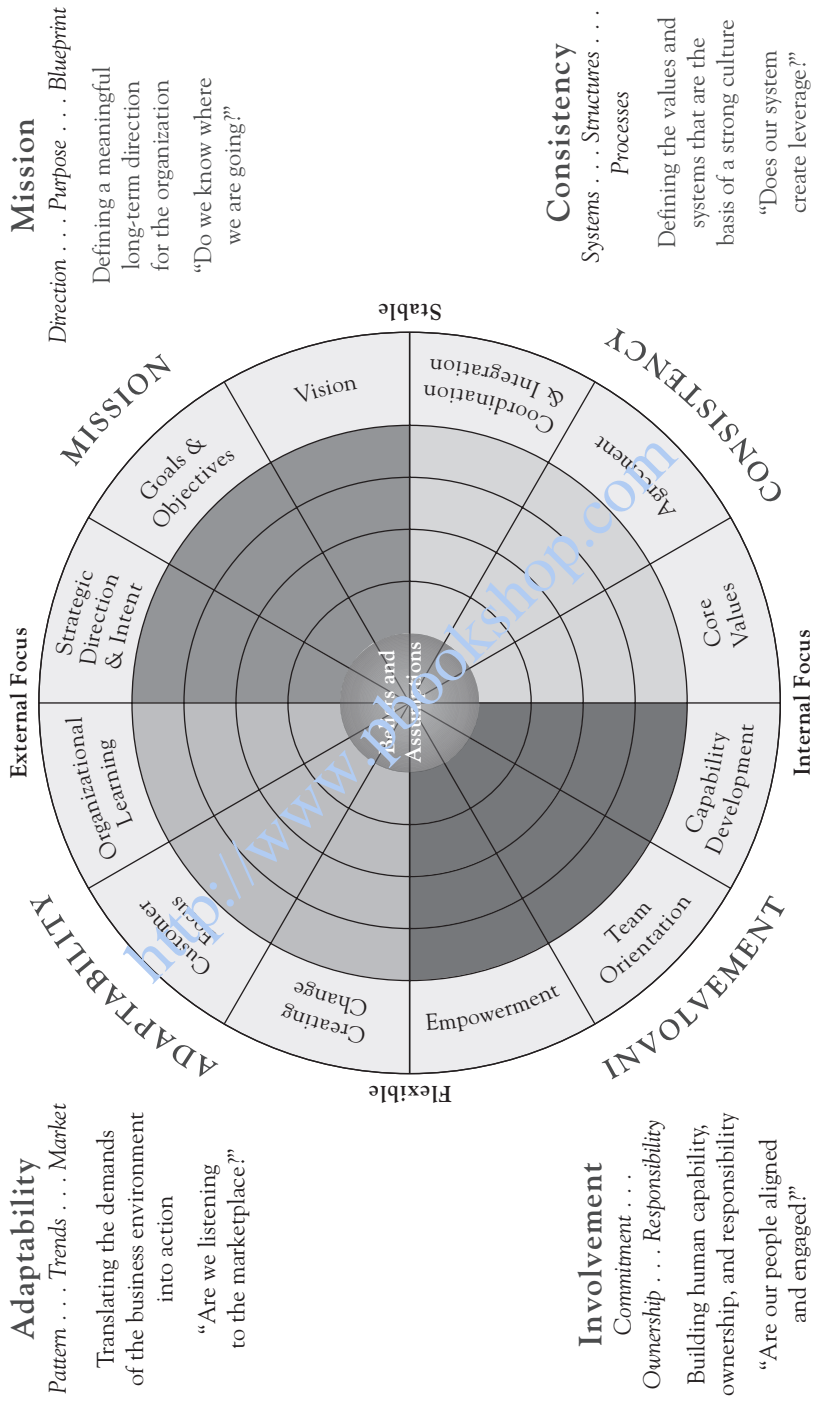 Adaptability
Pattern . . . Trends . . . Market
Translating the demands
of the business environment
into action
“Are we listening
to the marketplace?”
Mission
Direction . . . Purpose . . . Blueprint
Defining a meaningful
long-term direction
for the organization
“Do we know where
we are going?”
External Focus
ADAPTABILITY
MISSION
Creating
Change
Customer
Focus
Organizational
Learning
Strategic
Direction
& Intent
Goals &
Objectives
Vision
Flexible
Beliefs and
Assumptions
Stable
Empowerment
Team
Orientation
Capability
Development
Core
Values
Agreement
Coordination
& Integration
INVOLVEMENT
CONSISTENCY
Internal Focus
Involvement
Commitment . . .
Ownership . . . Responsibility
Building human capability,
ownership, and responsibility
“Are our people aligned
and engaged?”
Consistency
Systems . . . Structures . . .
Processes
Defining the values and
systems that are the
basis of a strong culture
“Does our system
create leverage?”
http://www.pbookshop.com